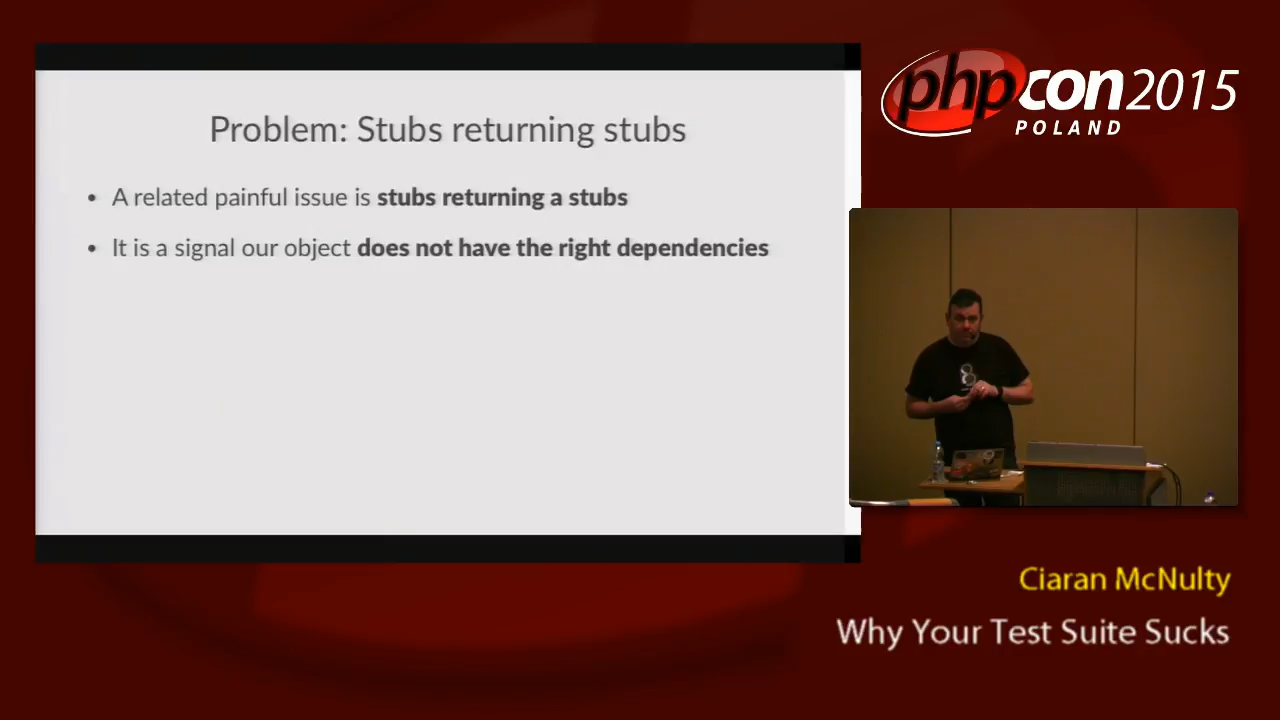 Problem: Stubs returning stubs
• A related painful issue is stubs returning a stubs
• It is a signal our object does not have the right dependencies
phpcon2015
POLAND
Ciaran McNulty
Why Your Test Suite Sucks